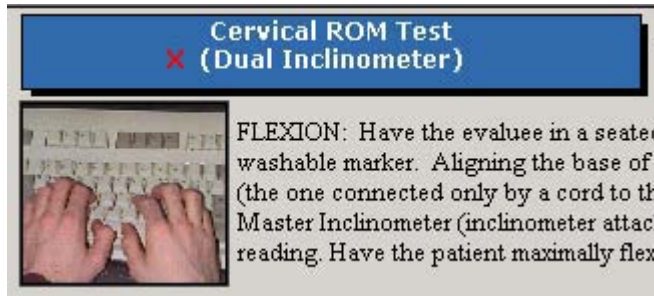 Cervical ROM Test
X (Dual Inclinometer)
FLEXION: Have the evaluee in a seated
washable marker. Aligning the base of
(the one connected only by a cord to th
Master Inclinometer (inclinometer attac
reading. Have the patient maximally flex